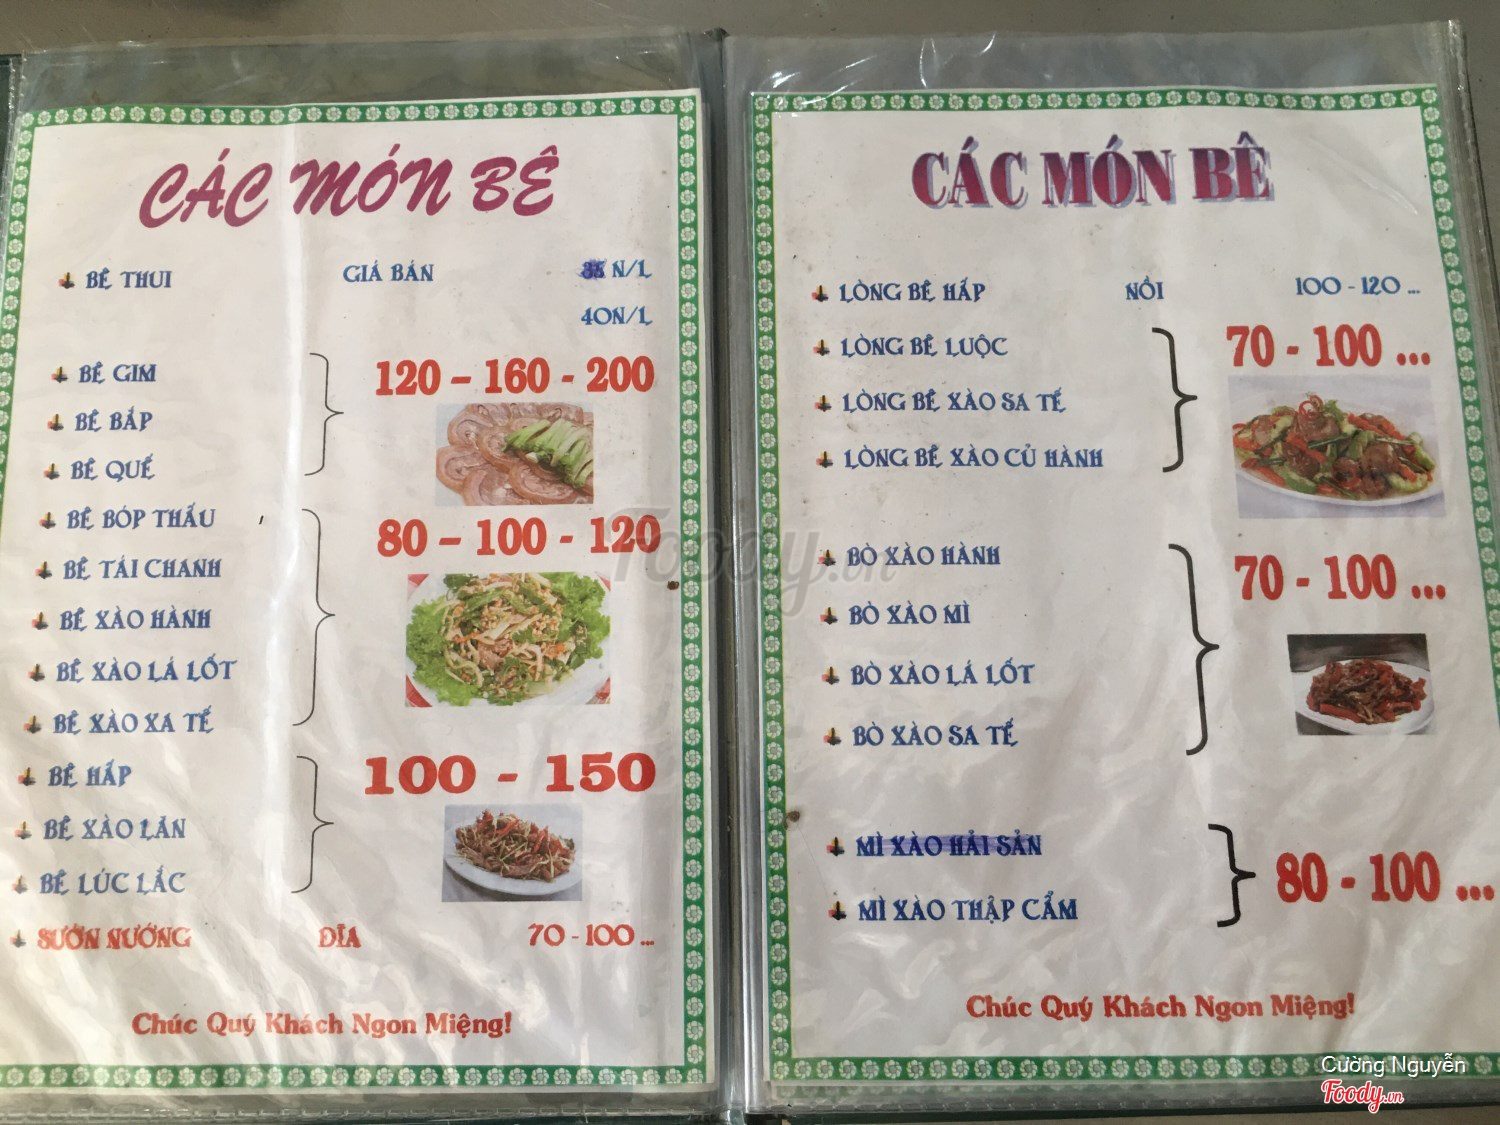 CÁC MÓN BÊ
BÊ THUI GIÁ BÁN N/L
40N/L
BÊ GIM
120 – 160 - 200
BÊ BẮP
BÊ QUẾ
BÊ BÓP THẤU
80 – 100 - 120
BÊ TÁI CHANH
BÊ XÀO HÀNH
BÊ XÀO LÁ LỐT
BÊ XÀO XA TẾ
BÊ HẤP
100 - 150
BÊ XÀO LĂN
BÊ LÚC LẮC
SƯỜN NƯỚNG ĐĨA 70 - 100 ...
Chúc Quý Khách Ngon Miệng!
CÁC MÓN BÊ
LÒNG BÊ HẤP NỒI 100 - 120 ...
LÒNG BÊ LUỘC
70 - 100 ...
LÒNG BÊ XÀO SA TẾ
LÒNG BÊ XÀO CỦ HÀNH
BÒ XÀO HÀNH
70 - 100 ...
BÒ XÀO MÌ
BÒ XÀO LÁ LỐT
BÒ XÀO SA TẾ
MÌ XÀO HẢI SẢN
80 - 100 ...
MÌ XÀO THẬP CẨM
Chúc Quý Khách Ngon Miệng!
Foody.vn
Cường Nguyễn
Foody.vn